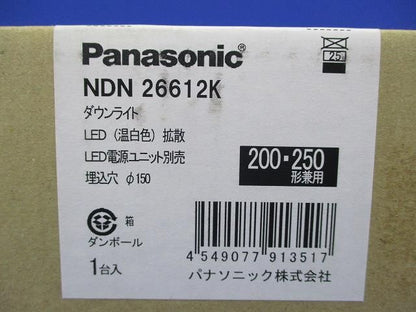 Panasonic
25
NDN 26612K
ダウンライト
LED（温白色）拡散
LED電源ユニット別売
埋込穴 φ150
200・250
形兼用
箱
ダンボール
1台入
4 549077 913517
パナソニック株式会社